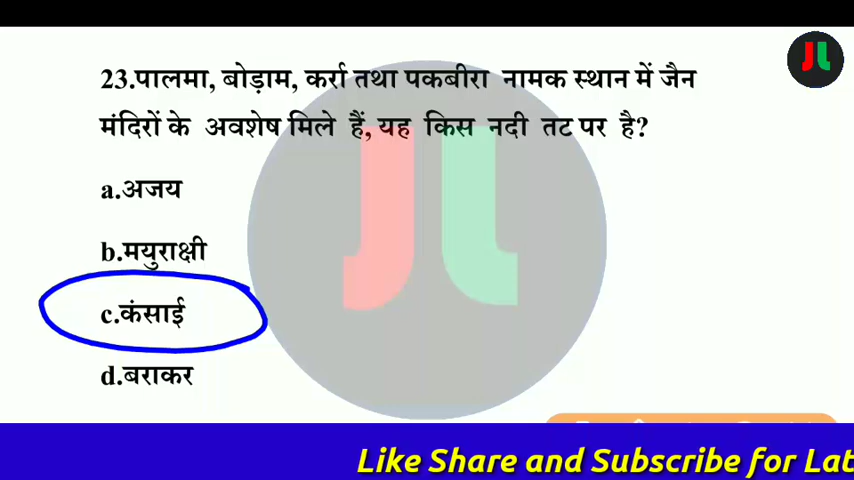 JL
23.पालमा, बोड़ाम, कर्रा तथा पकबीरा नामक स्थान में जैन
मंदिरों के अवशेष मिले हैं, यह किस नदी तट पर है?
a.अजय
b.मयुराक्षी
c.कंसाई
d.बराकर
Like Share and Subscribe for Lat